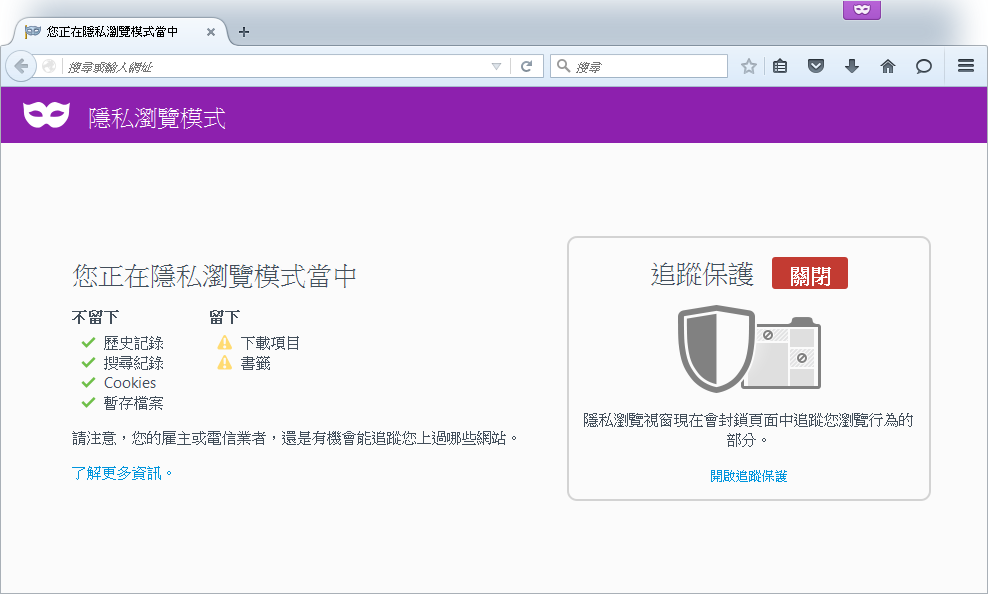 您正在隱私瀏覽模式當中
搜尋或輸入網址
搜尋
隱私瀏覽模式
您正在隱私瀏覽模式當中
不留下
歷史記錄
搜尋紀錄
Cookies
暫存檔案
留下
下載項目
書籤
請注意，您的雇主或電信業者，還是有機會能追蹤您上過哪些網站。
了解更多資訊。
追蹤保護 關閉
隱私瀏覽視窗現在會封鎖頁面中追蹤您瀏覽行為的
部分。
開啟追蹤保護